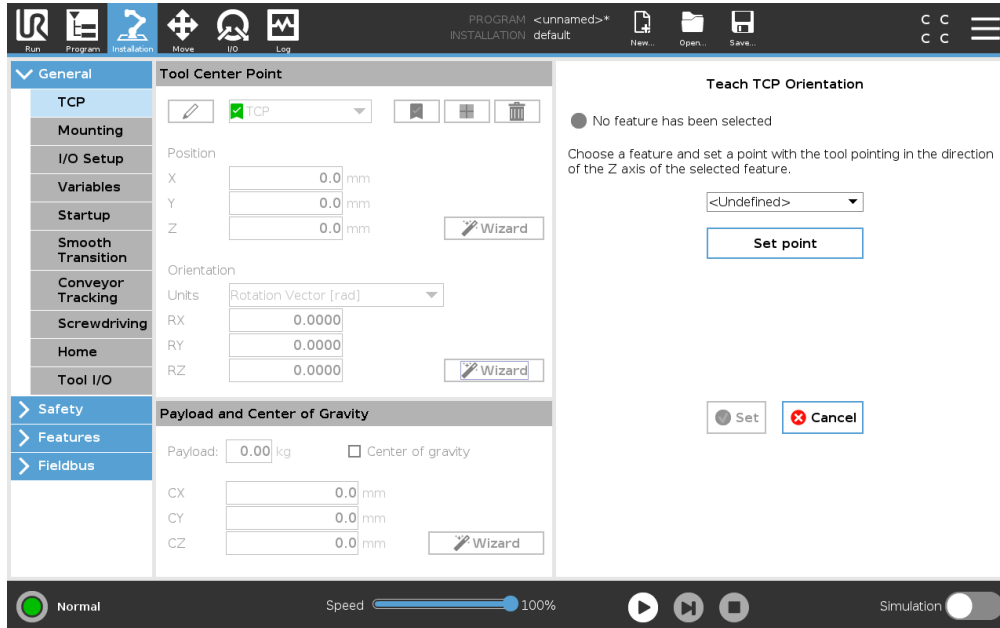 UR
PROGRAM <unnamed>*
INSTALLATION default
C C
C C
Run
Program
Installation
Move
I/O
Log
New...
Open...
Save...
General
TCP
Mounting
I/O Setup
Variables
Startup
Smooth
Transition
Conveyor
Tracking
Screwdriving
Home
Tool I/O
Safety
Features
Fieldbus
Tool Center Point
TCP
Position
X 0.0 mm
Y 0.0 mm
Z 0.0 mm Wizard
Orientation
Units Rotation Vector [rad]
RX 0.0000
RY 0.0000
RZ 0.0000 Wizard
Payload and Center of Gravity
Payload: 0.00 kg Center of gravity
CX 0.0 mm
CY 0.0 mm
CZ 0.0 mm Wizard
Teach TCP Orientation
No feature has been selected
Choose a feature and set a point with the tool pointing in the direction
of the Z axis of the selected feature.
<Undefined>
Set point
Set Cancel
Normal
Speed 100%
Simulation